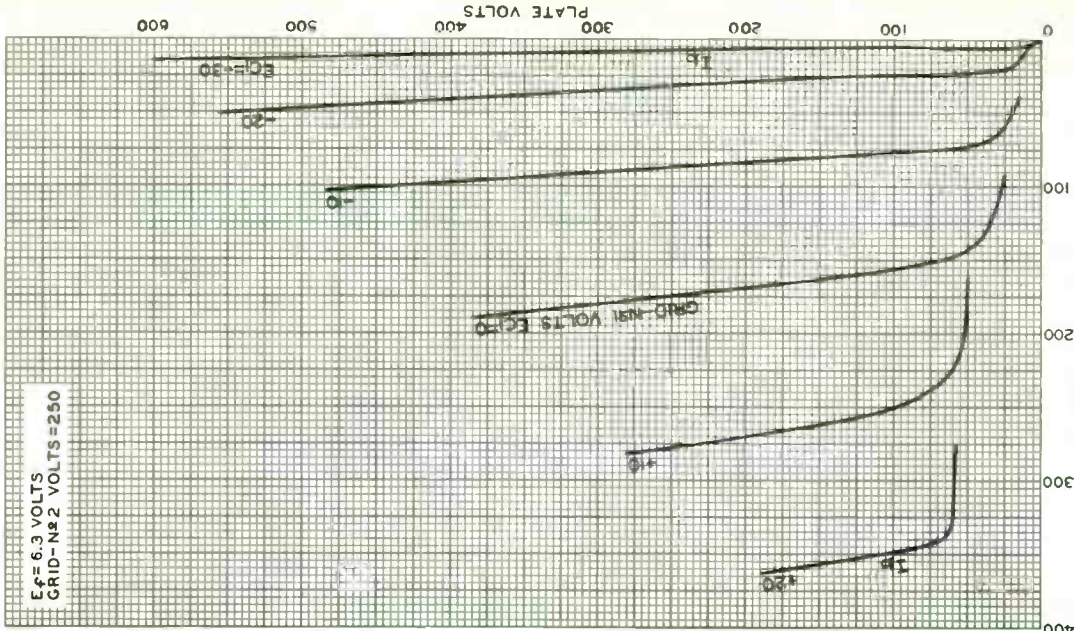 E𝒻=6.3 VOLTS
GRID-Nº2 VOLTS=250
400
300
200
100
+20
Ib
+10
GRID-Nº1 VOLTS EC1=0
-10
-20
EC1=-30
Ib
0
100
200
300
400
500
600
PLATE VOLTS